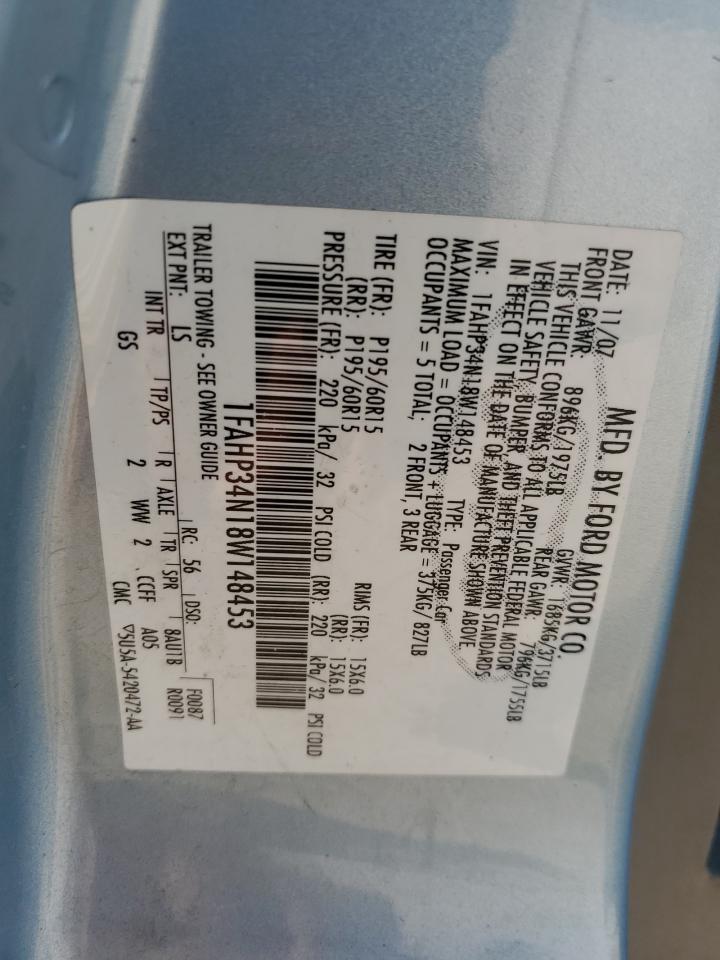 MFD. BY FORD MOTOR CO.
DATE: 11/07 GVWR: 1685KG/3715LB
FRONT GAWR: 896KG/1975LB REAR GAWR: 796KG/1755LB
THIS VEHICLE CONFORMS TO ALL APPLICABLE FEDERAL MOTOR
VEHICLE SAFETY, BUMPER, AND THEFT PREVENTION STANDARDS
IN EFFECT ON THE DATE OF MANUFACTURE SHOWN ABOVE.
VIN: 1FAHP34N18W148453 TYPE: Passenger Car
MAXIMUM LOAD = OCCUPANTS + LUGGAGE = 375KG/827LB
OCCUPANTS = 5 TOTAL; 2 FRONT, 3 REAR
TIRE (FR): P195/60R15 RIMS (FR): 15X6.0
(RR): P195/60R15 (RR): 15X6.0
PRESSURE (FR): 220 kPa/ 32 PSI COLD (RR): 220 kPa/32 PSI COLD
1FAHP34N18W148453
TRAILER TOWING - SEE OWNER GUIDE
F0087
EXT PNT: LS RC: 56 DSO: R0091
INT TR TP/PS R AXLE TR SPR 8AU1B
GS 2 WW 2 CCFF A05
CMC ▽5U5A-5420472-AA